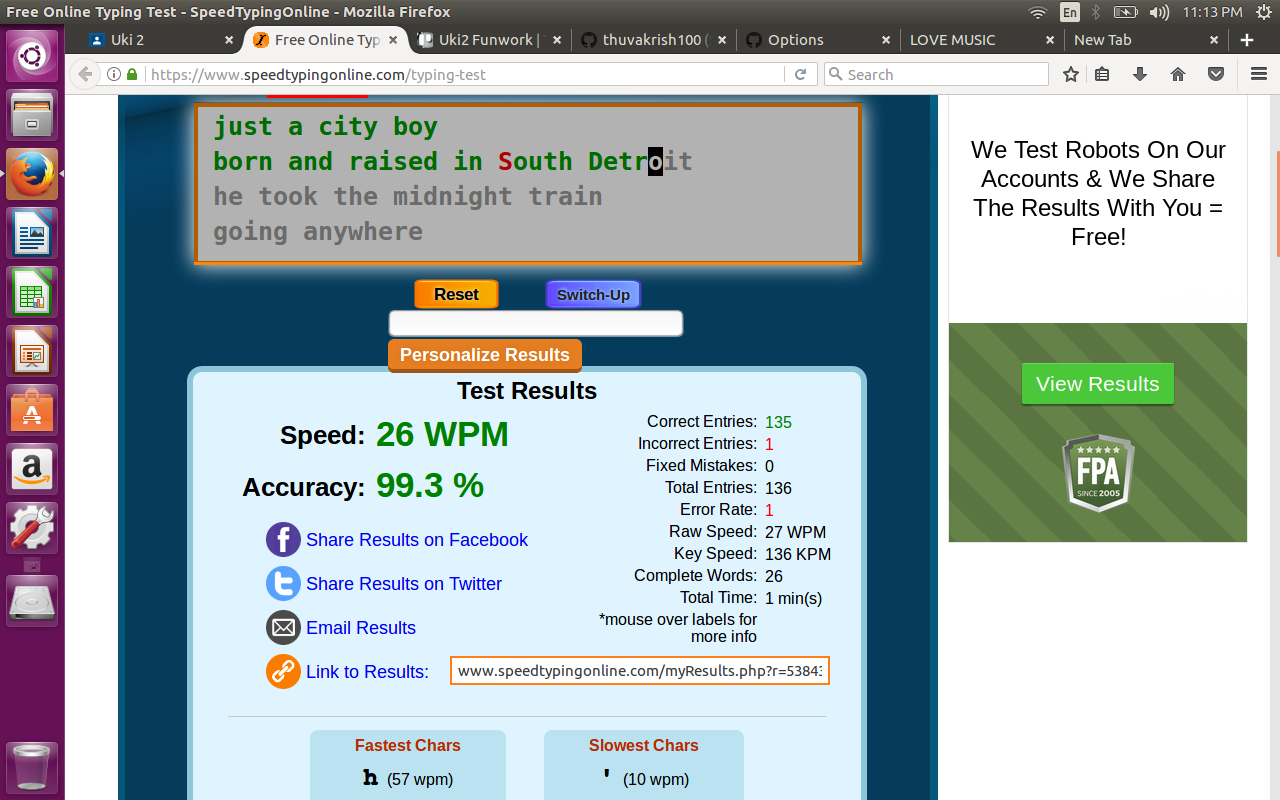 Free Online Typing Test - SpeedTypingOnline - Mozilla Firefox
En
11:13 PM
Uki 2
Free Online Typ
Uki2 Funwork |
thuvakrish100 (
Options
LOVE MUSIC
New Tab
https://www.speedtypingonline.com/typing-test
Search
just a city boy
born and raised in South Detroit
he took the midnight train
going anywhere
Reset
Switch-Up
Personalize Results
Test Results
Speed: 26 WPM
Accuracy: 99.3 %
Share Results on Facebook
Share Results on Twitter
Email Results
Link to Results: www.speedtypingonline.com/myResults.php?r=5384
Correct Entries: 135
Incorrect Entries: 1
Fixed Mistakes: 0
Total Entries: 136
Error Rate: 1
Raw Speed: 27 WPM
Key Speed: 136 KPM
Complete Words: 26
Total Time: 1 min(s)
*mouse over labels for
more info
Fastest Chars
h (57 wpm)
Slowest Chars
' (10 wpm)
We Test Robots On Our
Accounts & We Share
The Results With You =
Free!
View Results
FPA
SINCE 2005